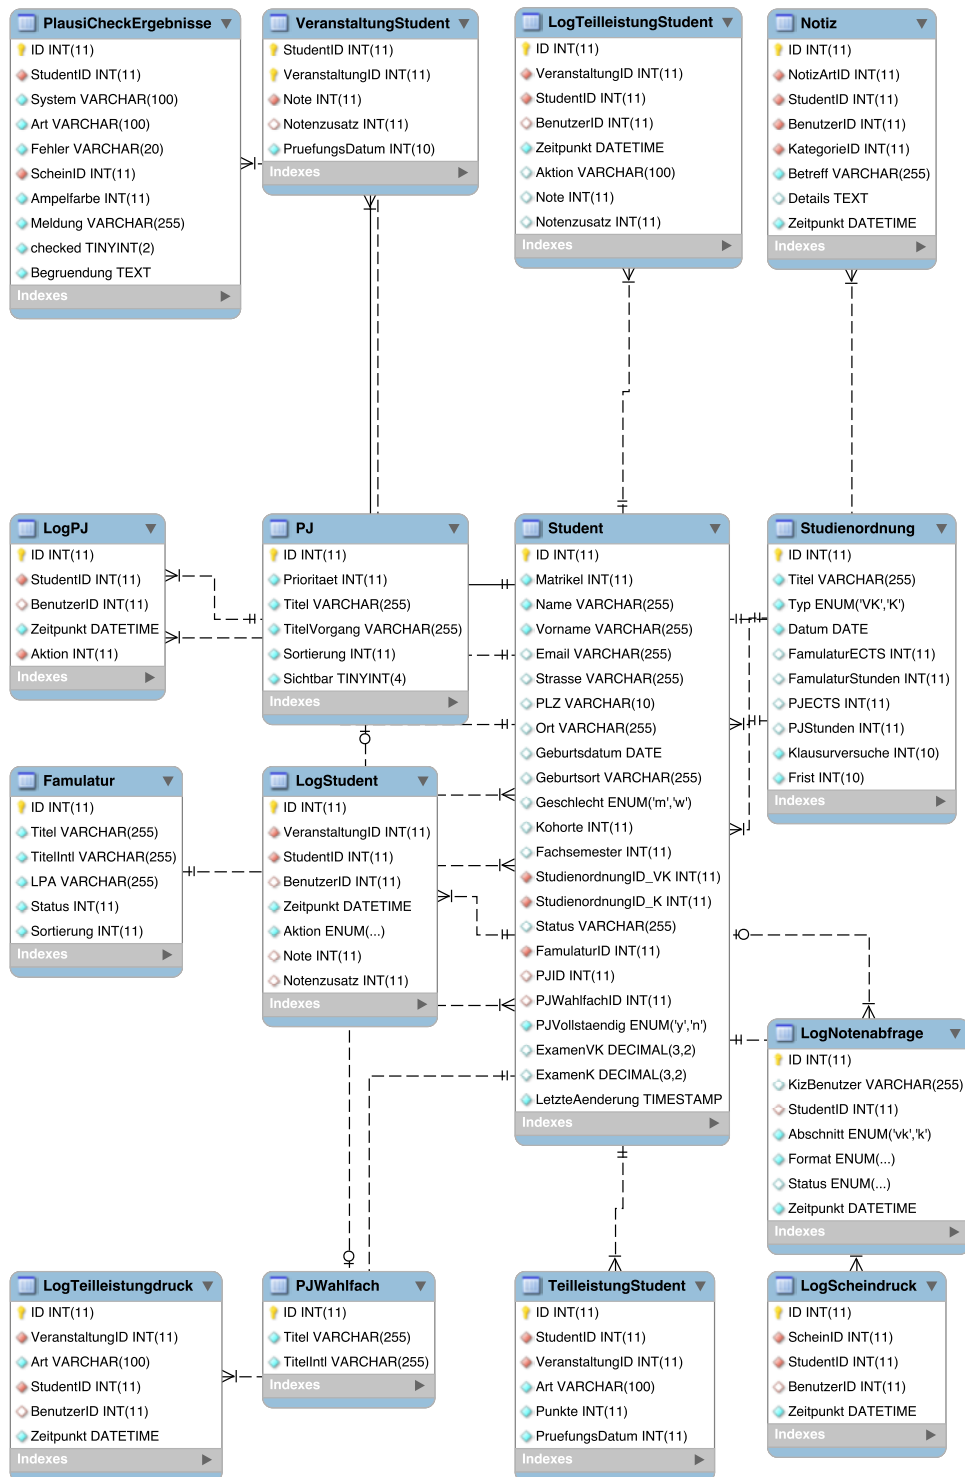 PlausiCheckErgebnisse
ID INT(11)
StudentID INT(11)
System VARCHAR(100)
Art VARCHAR(100)
Fehler VARCHAR(20)
ScheinID INT(11)
Ampelfarbe INT(11)
Meldung VARCHAR(255)
checked TINYINT(2)
Begruendung TEXT
Indexes
VeranstaltungStudent
StudentID INT(11)
VeranstaltungID INT(11)
Note INT(11)
Notenzusatz INT(11)
PruefungsDatum INT(10)
Indexes
LogTeilleistungStudent
ID INT(11)
VeranstaltungID INT(11)
StudentID INT(11)
BenutzerID INT(11)
Zeitpunkt DATETIME
Aktion VARCHAR(100)
Note INT(11)
Notenzusatz INT(11)
Indexes
Notiz
ID INT(11)
NotizArtID INT(11)
StudentID INT(11)
BenutzerID INT(11)
KategorieID INT(11)
Betreff VARCHAR(255)
Details TEXT
Zeitpunkt DATETIME
Indexes
LogPJ
ID INT(11)
StudentID INT(11)
BenutzerID INT(11)
Zeitpunkt DATETIME
Aktion INT(11)
Indexes
PJ
ID INT(11)
Prioritaet INT(11)
Titel VARCHAR(255)
TitelVorgang VARCHAR(255)
Sortierung INT(11)
Sichtbar TINYINT(4)
Indexes
Student
ID INT(11)
Matrikel INT(11)
Name VARCHAR(255)
Vorname VARCHAR(255)
Email VARCHAR(255)
Strasse VARCHAR(255)
PLZ VARCHAR(10)
Ort VARCHAR(255)
Geburtsdatum DATE
Geburtsort VARCHAR(255)
Geschlecht ENUM('m','w')
Kohorte INT(11)
Fachsemester INT(11)
StudienordnungID_VK INT(11)
StudienordnungID_K INT(11)
Status VARCHAR(255)
FamulaturID INT(11)
PJID INT(11)
PJWahlfachID INT(11)
PJVollstaendig ENUM('y','n')
ExamenVK DECIMAL(3,2)
ExamenK DECIMAL(3,2)
LetzteAenderung TIMESTAMP
Indexes
Studienordnung
ID INT(11)
Titel VARCHAR(255)
Typ ENUM('VK','K')
Datum DATE
FamulaturECTS INT(11)
FamulaturStunden INT(11)
PJECTS INT(11)
PJStunden INT(11)
Klausurversuche INT(10)
Frist INT(10)
Indexes
Famulatur
ID INT(11)
Titel VARCHAR(255)
TitelIntl VARCHAR(255)
LPA VARCHAR(255)
Status INT(11)
Sortierung INT(11)
Indexes
LogStudent
ID INT(11)
VeranstaltungID INT(11)
StudentID INT(11)
BenutzerID INT(11)
Zeitpunkt DATETIME
Aktion ENUM(...)
Note INT(11)
Notenzusatz INT(11)
Indexes
LogNotenabfrage
ID INT(11)
KizBenutzer VARCHAR(255)
StudentID INT(11)
Abschnitt ENUM('vk','k')
Format ENUM(...)
Status ENUM(...)
Zeitpunkt DATETIME
Indexes
LogTeilleistungdruck
ID INT(11)
VeranstaltungID INT(11)
Art VARCHAR(100)
StudentID INT(11)
BenutzerID INT(11)
Zeitpunkt DATETIME
Indexes
PJWahlfach
ID INT(11)
Titel VARCHAR(255)
TitelIntl VARCHAR(255)
Indexes
TeilleistungStudent
ID INT(11)
StudentID INT(11)
VeranstaltungID INT(11)
Art VARCHAR(100)
Punkte INT(11)
PruefungsDatum INT(11)
Indexes
LogScheindruck
ID INT(11)
ScheinID INT(11)
StudentID INT(11)
BenutzerID INT(11)
Zeitpunkt DATETIME
Indexes